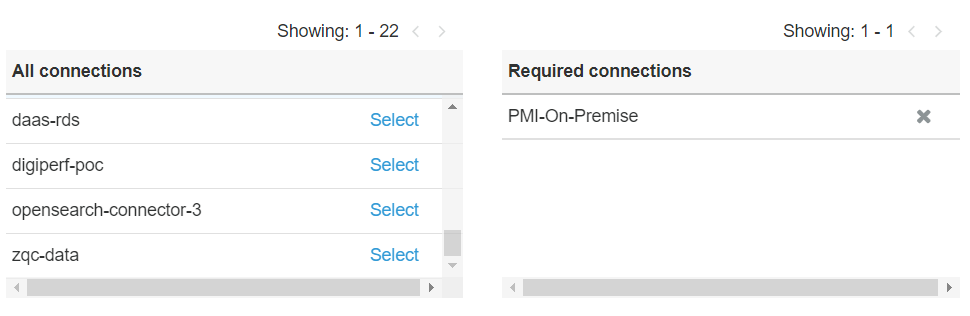 Showing: 1 - 22
All connections
daas-rds Select
digiperf-poc Select
opensearch-connector-3 Select
zqc-data Select
Showing: 1 - 1
Required connections
PMI-On-Premise